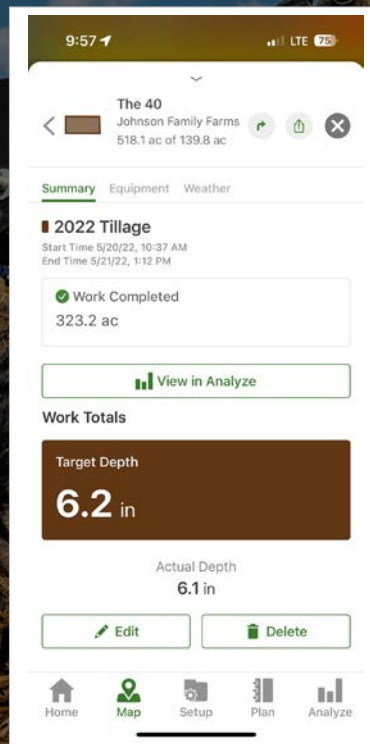 9:57
LTE 75
The 40
Johnson Family Farms
518.1 ac of 139.8 ac
Summary Equipment Weather
2022 Tillage
Start Time 5/20/22, 10:37 AM
End Time 5/21/22, 1:12 PM
Work Completed
323.2 ac
View in Analyze
Work Totals
Target Depth
6.2 in
Actual Depth
6.1 in
Edit Delete
Home Map Setup Plan Analyze